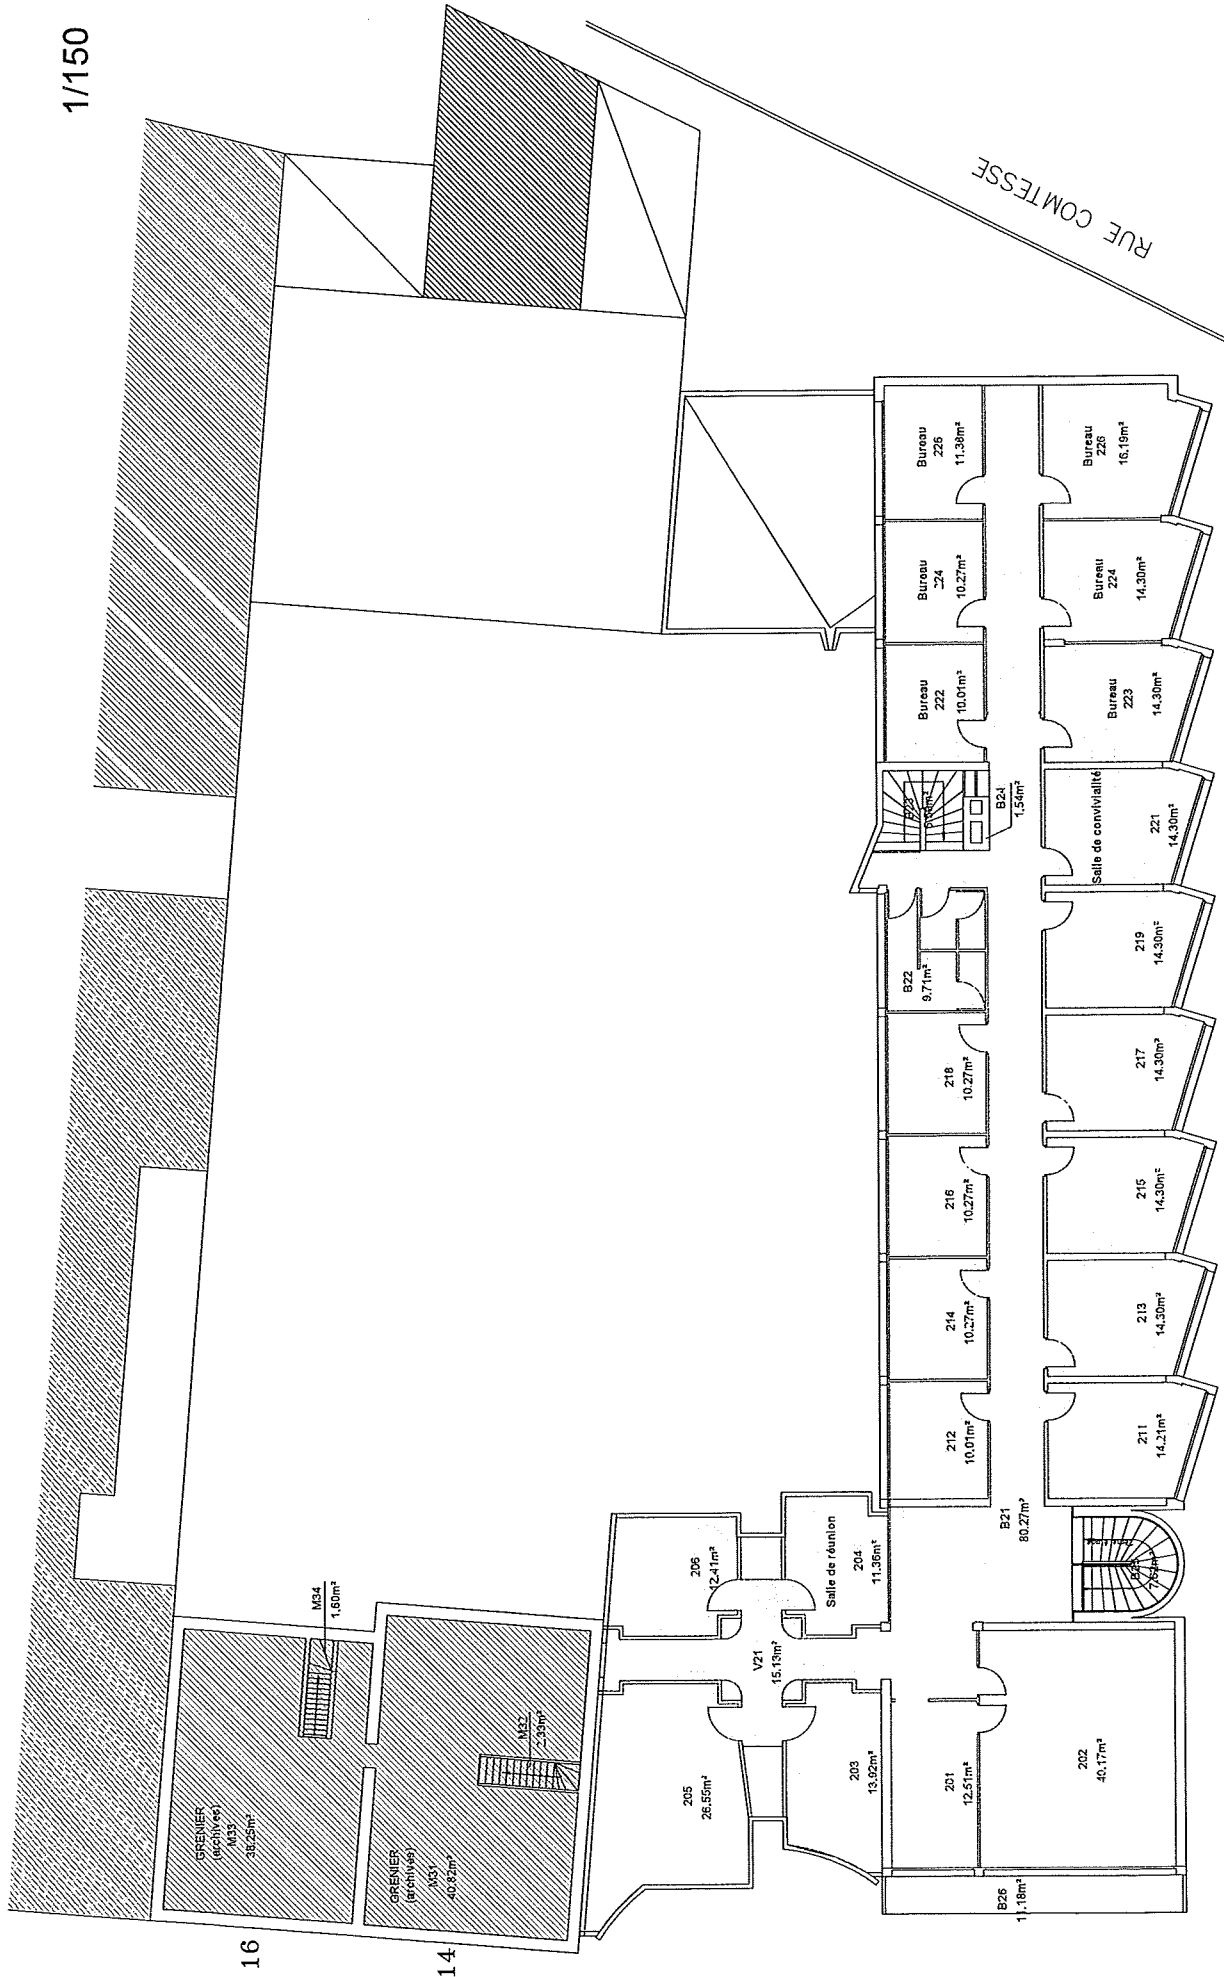 1/150
RUE COMTESSE
16
14
GRENIER
(archives)
M33
38.25m²
M34
1.60m²
GRENIER
(archives)
M31
40.82m²
M32
2.33m²
206
12.41m²
205
26.55m²
V21
15.13m²
Salle de réunion
204
11.36m²
203
13.92m²
201
12.51m²
202
40.17m²
B26
B21
80.27m²
B25
212
10.01m²
214
10.27m²
216
10.27m²
218
10.27m²
B22
9.71m²
B23
B24
1.54m²
Bureau
222
10.01m²
Bureau
224
10.27m²
Bureau
226
11.38m²
211
14.21m²
213
14.30m²
215
14.30m²
217
14.30m²
219
14.30m²
Salle de convivialité
221
14.30m²
Bureau
223
14.30m²
Bureau
224
14.30m²
Bureau
226
16.19m²